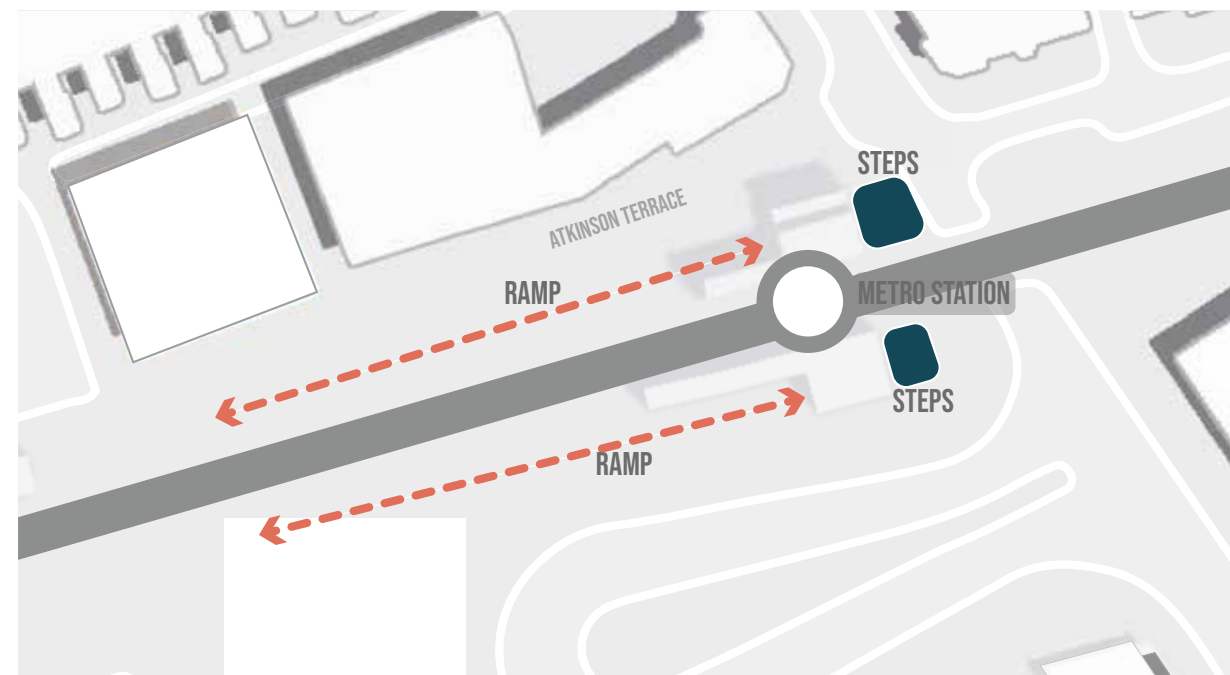 STEPS
ATKINSON TERRACE
RAMP
METRO STATION
STEPS
RAMP